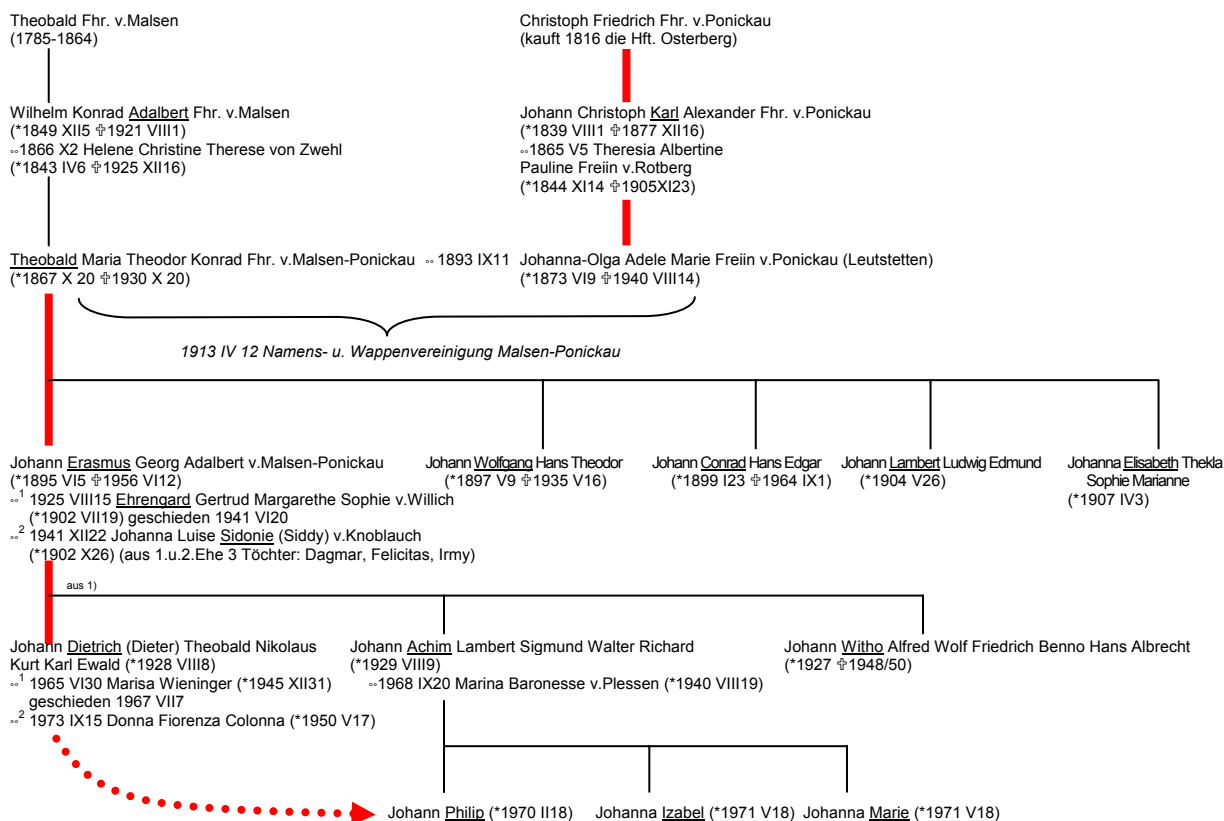 Theobald Fhr. v.Malsen
(1785-1864)
Christoph Friedrich Fhr. v.Ponickau
(kauft 1816 die Hft. Osterberg)
Wilhelm Konrad Adalbert Fhr. v.Malsen
(*1849 XII5 ✞1921 VIII1)
⚭1866 X2 Helene Christine Therese von Zwehl
(*1843 IV6 ✞1925 XII16)
Johann Christoph Karl Alexander Fhr. v.Ponickau
(*1839 VIII1 ✞1877 XII16)
⚭1865 V5 Theresia Albertine
Pauline Freiin v.Rotberg
(*1844 XI14 ✞1905XI23)
Theobald Maria Theodor Konrad Fhr. v.Malsen-Ponickau ⚭ 1893 IX11 Johanna-Olga Adele Marie Freiin v.Ponickau (Leutstetten)
(*1867 X 20 ✞1930 X 20)
(*1873 VI9 ✞1940 VIII14)
1913 IV 12 Namens- u. Wappenvereinigung Malsen-Ponickau
Johann Erasmus Georg Adalbert v.Malsen-Ponickau
(*1895 VI5 ✞1956 VI12)
⚭1 1925 VIII15 Ehrengard Gertrud Margarethe Sophie v.Willich
(*1902 VII19) geschieden 1941 VI20
⚭2 1941 XII22 Johanna Luise Sidonie (Siddy) v.Knoblauch
(*1902 X26) (aus 1.u.2.Ehe 3 Töchter: Dagmar, Felicitas, Irmy)
Johann Wolfgang Hans Theodor
(*1897 V9 ✞1935 V16)
Johann Conrad Hans Edgar
(*1899 I23 ✞1964 IX1)
Johann Lambert Ludwig Edmund
(*1904 V26)
Johanna Elisabeth Thekla
Sophie Marianne
(*1907 IV3)
aus 1)
Johann Dietrich (Dieter) Theobald Nikolaus
Kurt Karl Ewald (*1928 VIII8)
⚭1 1965 VI30 Marisa Wieninger (*1945 XII31)
geschieden 1967 VII7
⚭2 1973 IX15 Donna Fiorenza Colonna (*1950 V17)
Johann Achim Lambert Sigmund Walter Richard
(*1929 VIII9)
⚭1968 IX20 Marina Baronesse v.Plessen (*1940 VIII19)
Johann Witho Alfred Wolf Friedrich Benno Hans Albrecht
(*1927 ✞1948/50)
Johann Philip (*1970 II18)
Johanna Izabel (*1971 V18)
Johanna Marie (*1971 V18)